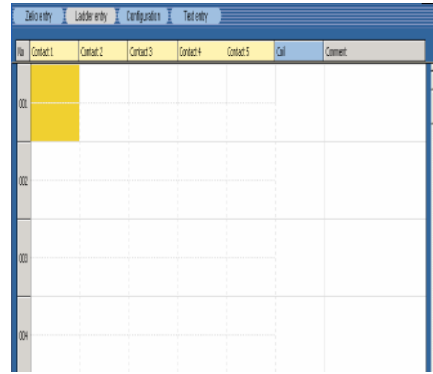 Zelio entry Ladder entry Configuration Text entry
No Contact 1 Contact 2 Contact 3 Contact 4 Contact 5 Coil Comment
001
002
003
004